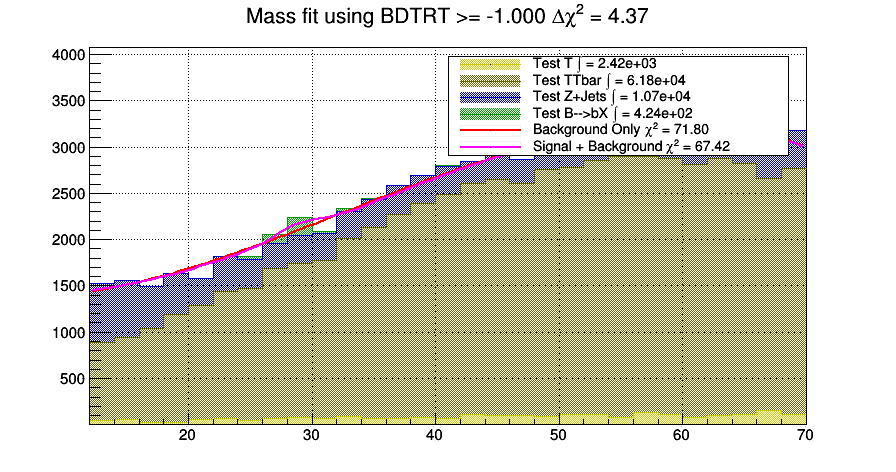 Mass fit using BDTRT >= -1.000 Δχ² = 4.37
4000
3500
3000
2500
2000
1500
1000
500
Test T ∫ = 2.42e+03
Test TTbar ∫ = 6.18e+04
Test Z+Jets ∫ = 1.07e+04
Test B-->bX ∫ = 4.24e+02
Background Only χ² = 71.80
Signal + Background χ² = 67.42
20 30 40 50 60 70